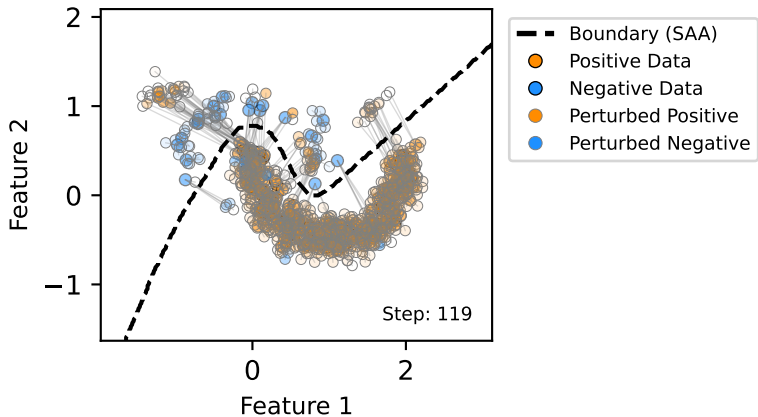 2
1
0
−1
0
2
Feature 2
Feature 1
Step: 119
Boundary (SAA)
Positive Data
Negative Data
Perturbed Positive
Perturbed Negative